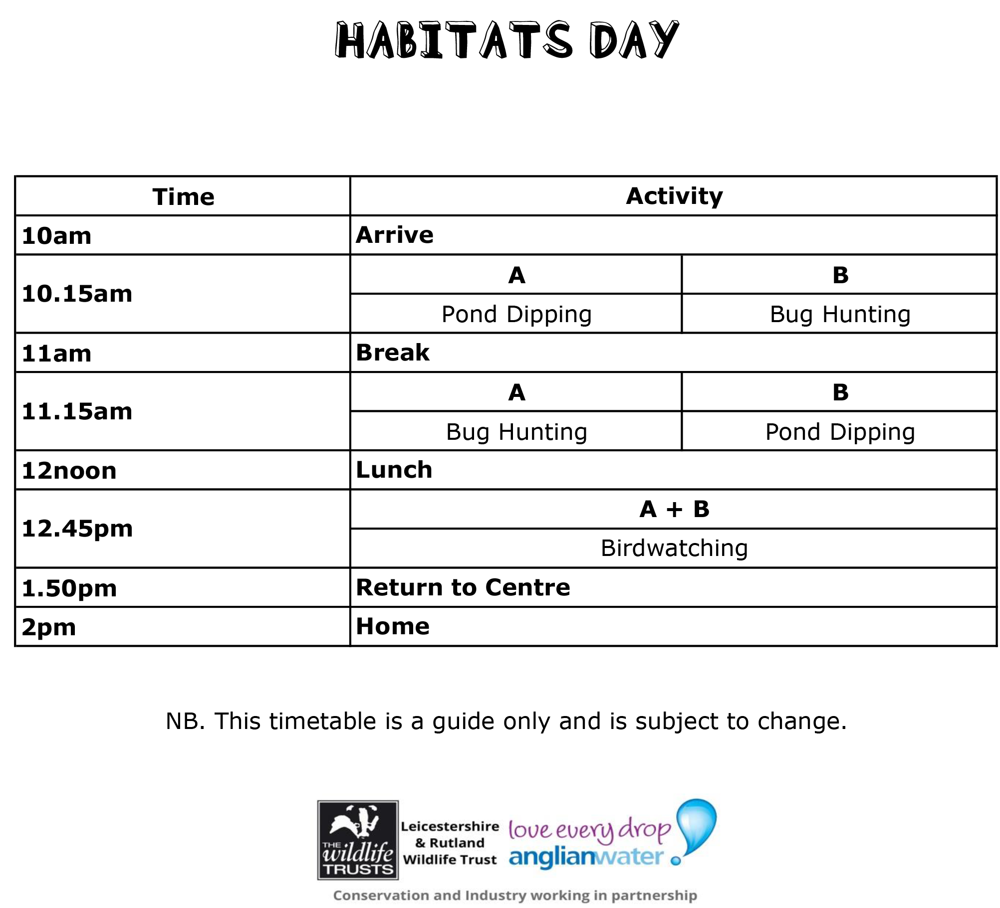 HABITATS DAY
Time Activity
10am Arrive
10.15am
A B
Pond Dipping Bug Hunting
11am Break
11.15am
A B
Bug Hunting Pond Dipping
12noon Lunch
12.45pm
A + B
Birdwatching
1.50pm Return to Centre
2pm Home
NB. This timetable is a guide only and is subject to change.
THE
wildlife
TRUSTS
Leicestershire
& Rutland
Wildlife Trust
love every drop
anglianwater
Conservation and Industry working in partnership